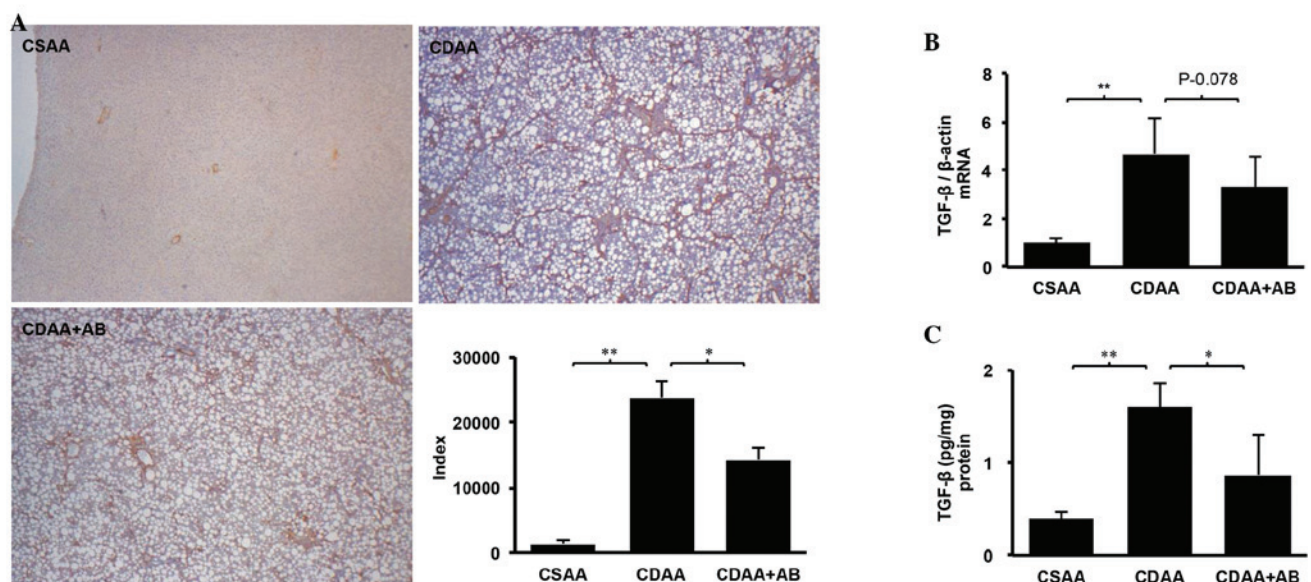 A
CSAA
CDAA
CDAA+AB
30000
20000
10000
0
Index
**
*
CSAA
CDAA
CDAA+AB
B
8
6
4
2
0
TGF-β / β-actin
mRNA
**
P-0.078
CSAA
CDAA
CDAA+AB
C
2
1
0
TGF-β (pg/mg)
protein
**
*
CSAA
CDAA
CDAA+AB